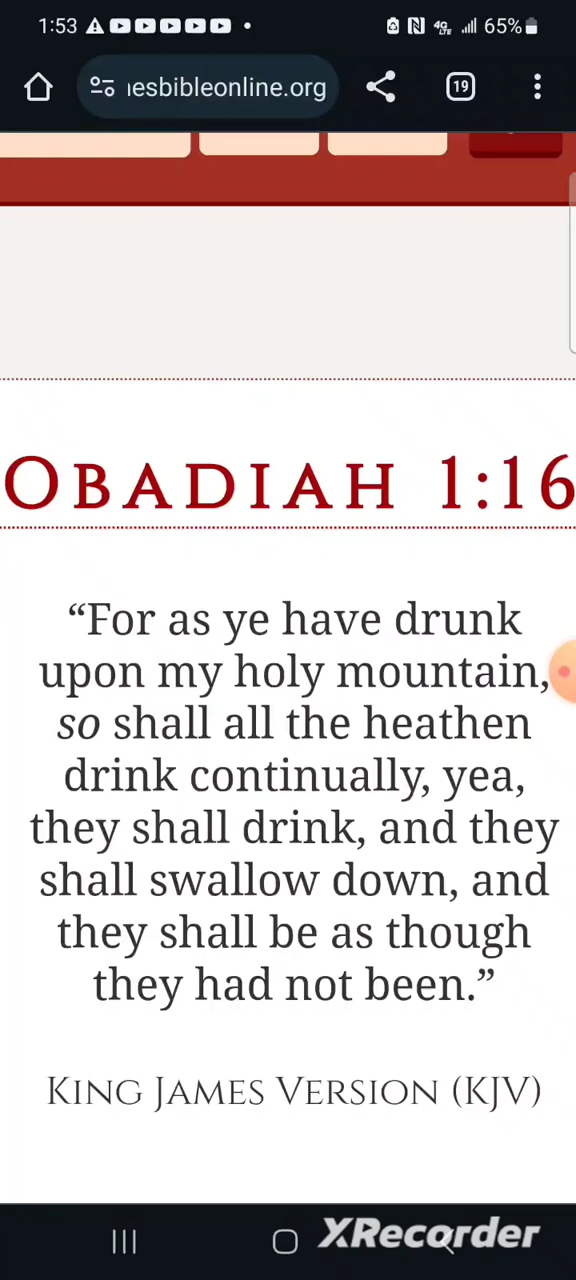 1:53 65%
iesbibleonline.org 19
OBADIAH 1:16
“For as ye have drunk
upon my holy mountain,
so shall all the heathen
drink continually, yea,
they shall drink, and they
shall swallow down, and
they shall be as though
they had not been.”
KING JAMES VERSION (KJV)
XRecorder